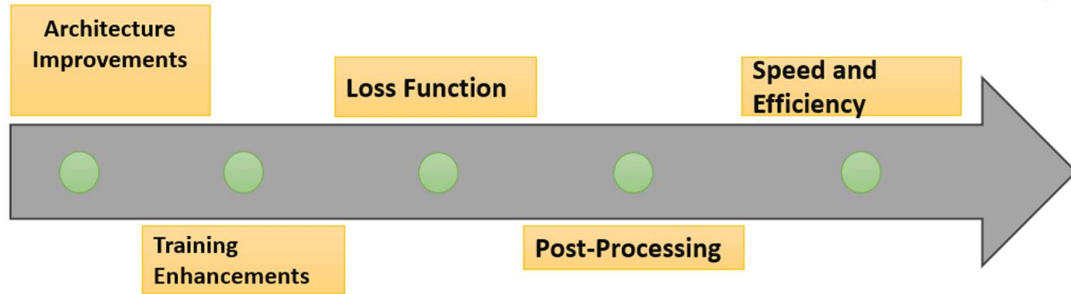 Architecture
Improvements
Training
Enhancements
Loss Function
Post-Processing
Speed and
Efficiency